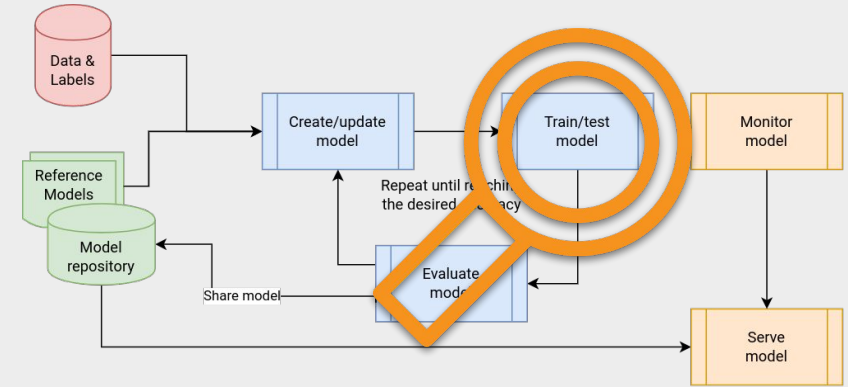 Data &
Labels
Create/update
model
Train/test
model
Monitor
model
Reference
Models
Repeat until
the desired
Model
repository
Evaluate
Share model
Serve
model